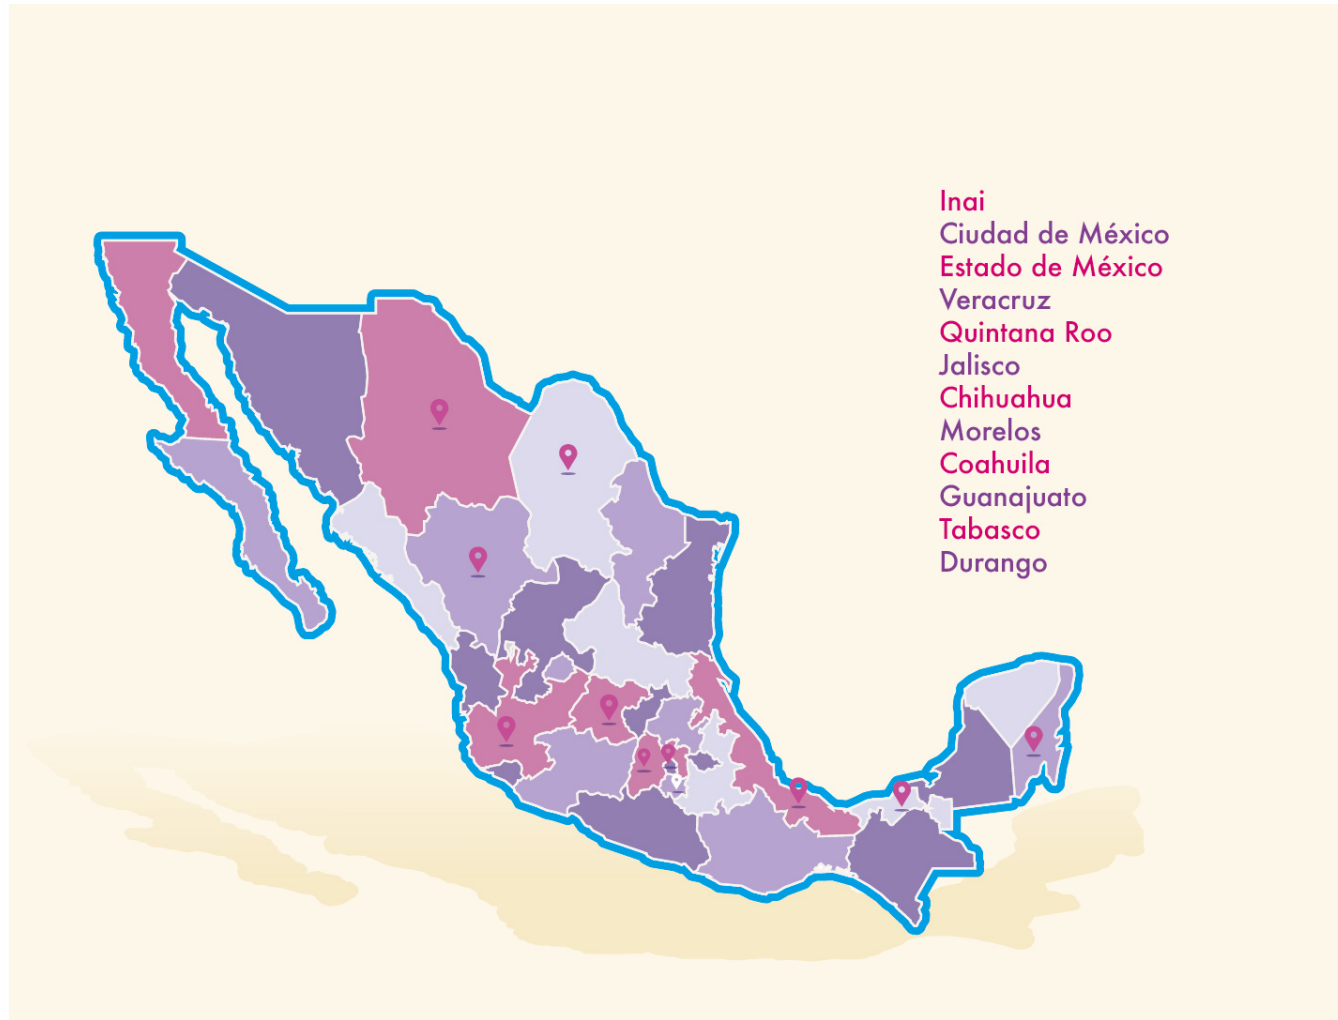 Inai
Ciudad de México
Estado de México
Veracruz
Quintana Roo
Jalisco
Chihuahua
Morelos
Coahuila
Guanajuato
Tabasco
Durango